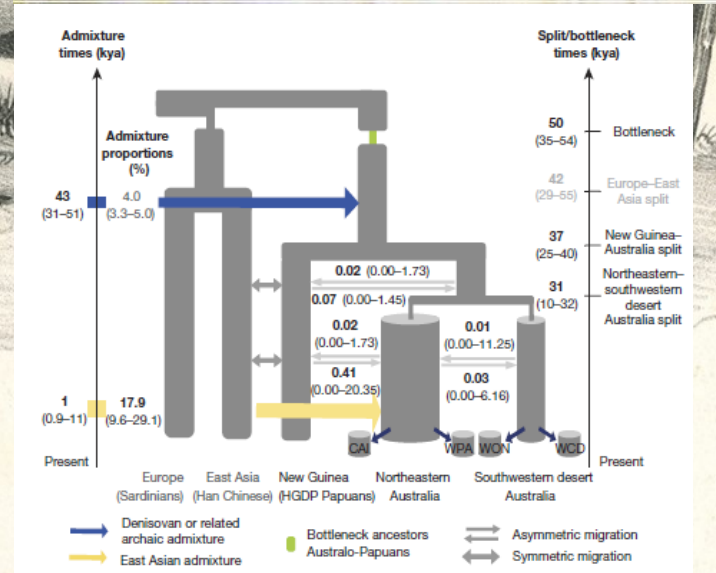 Admixture
times (kya)
Split/bottleneck
times (kya)
Admixture
proportions
(%)
50
(35–54)
Bottleneck
43
(31–51)
4.0
(3.3–5.0)
42
(29–55)
Europe–East
Asia split
37
(25–40)
New Guinea–
Australia split
0.02 (0.00–1.73)
0.07 (0.00–1.45)
31
(10–32)
Northeastern–
southwestern
desert
Australia split
0.02
(0.00–1.73)
0.41
(0.00–20.35)
0.01
(0.00–11.25)
0.03
(0.00–6.16)
1
(0.9–11)
17.9
(9.6–29.1)
CAI
WPA
WON
WCD
Present
Present
Europe
(Sardinians)
East Asia
(Han Chinese)
New Guinea
(HGDP Papuans)
Northeastern
Australia
Southwestern desert
Australia
Denisovan or related
archaic admixture
East Asian admixture
Bottleneck ancestors
Australo-Papuans
Asymmetric migration
Symmetric migration